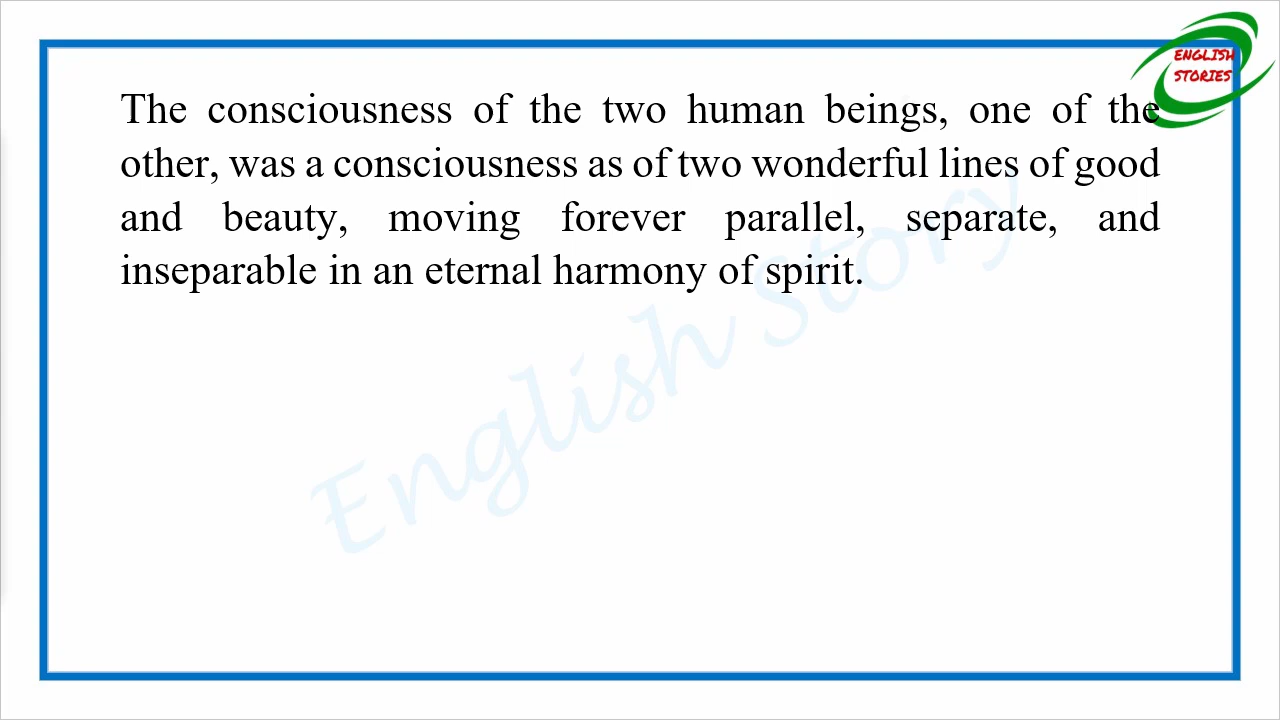 ENGLISH
STORIES
The consciousness of the two human beings, one of the
other, was a consciousness as of two wonderful lines of good
and beauty, moving forever parallel, separate, and
inseparable in an eternal harmony of spirit.
English Story